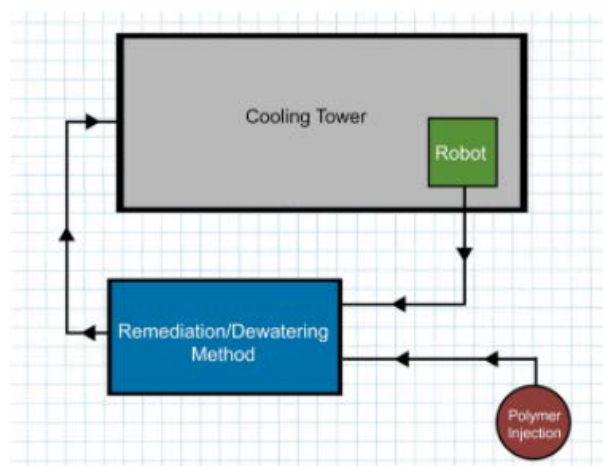 Cooling Tower
Robot
Remediation/Dewatering
Method
Polymer
Injection